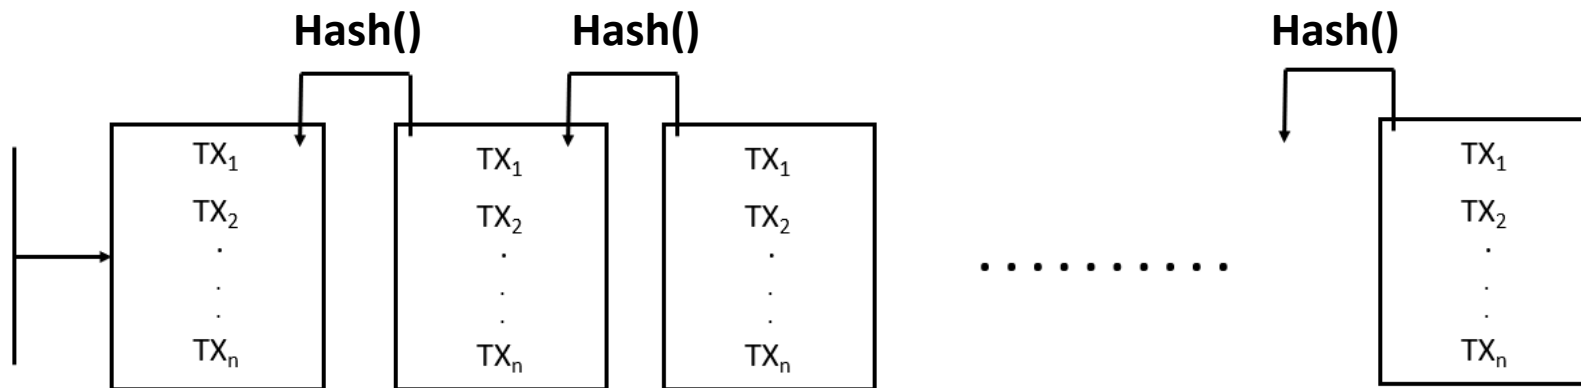 Hash() Hash() Hash()
TX₁ TX₁ TX₁ TX₁
TX₂ TX₂ TX₂ TX₂
. . . .
. . . .
. . . .
..........
TXₙ TXₙ TXₙ TXₙ